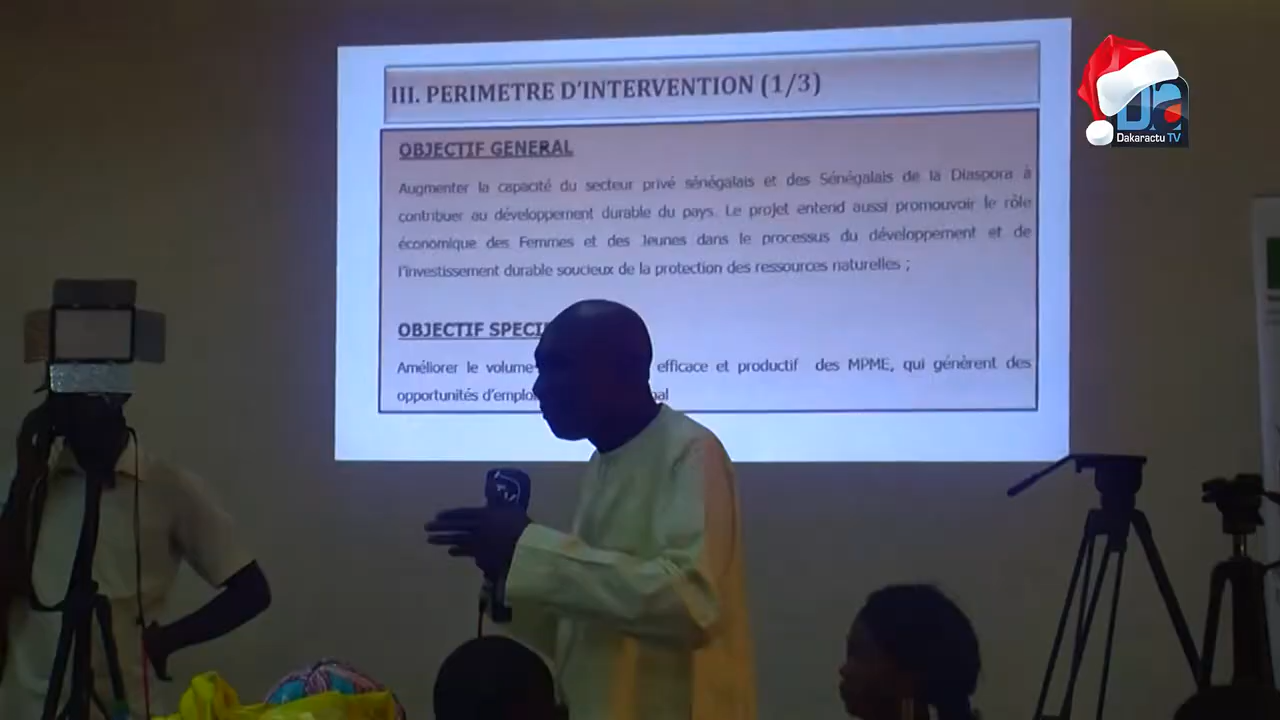 III. PERIMETRE D'INTERVENTION (1/3)
OBJECTIF GENERAL
Augmenter la capacité du secteur privé sénégalais et des Sénégalais de la Diaspora à
contribuer au développement durable du pays. Le projet entend aussi promouvoir le rôle
économique des Femmes et des Jeunes dans le processus du développement et de
l'investissement durable soucieux de la protection des ressources naturelles ;
OBJECTIF
Améliorer le volume efficace et productif des MPME, qui génèrent des
opportunités
Dakaractu TV